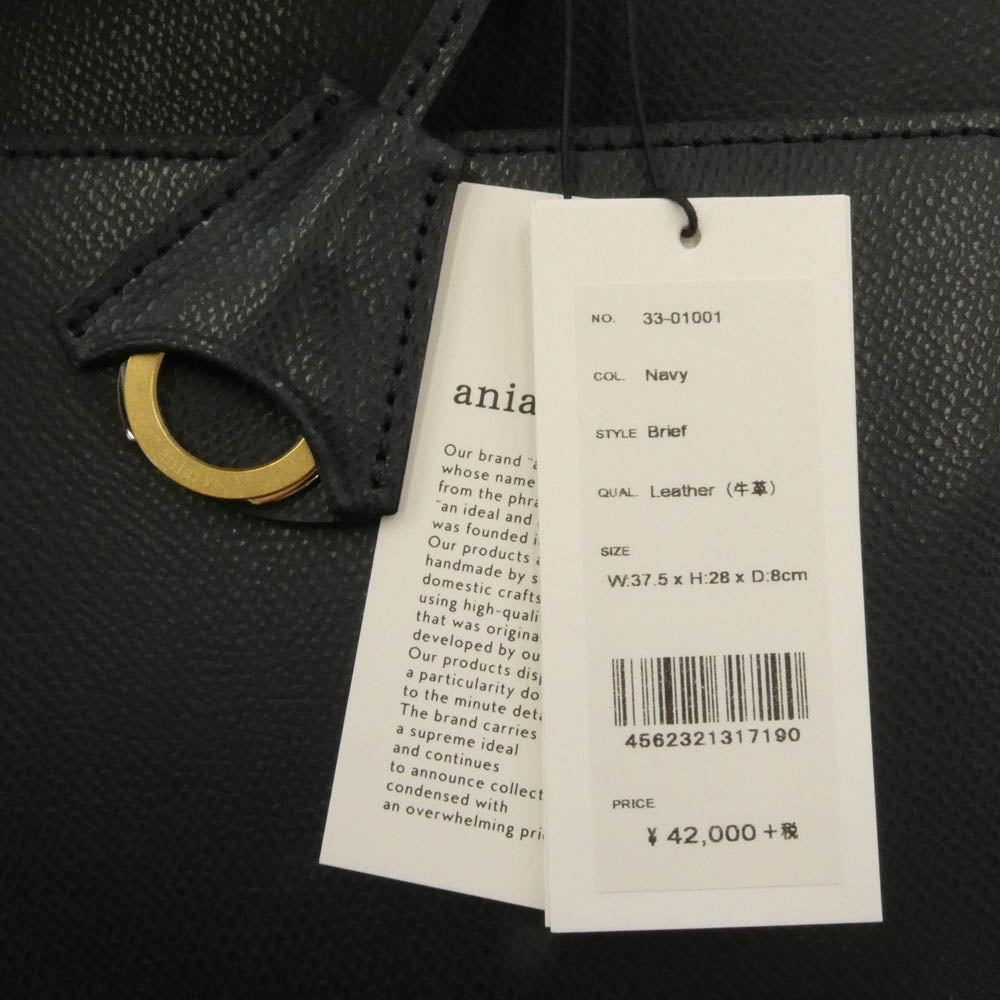 ania
Our brand "a
whose name
from the phra
"an ideal and
was founded i
Our products a
handmade by s
domestic crafts
using high-quali
that was origina
developed by ou
Our products disp
a particularity do
to the minute deta
The brand carries
a supreme ideal
and continues
to announce collect
condensed with
an overwhelming pri
NO. 33-01001
COL. Navy
STYLE Brief
QUAL. Leather (牛革)
SIZE
W:37.5 x H:28 x D:8cm
4562321317190
PRICE
¥ 42,000 +税